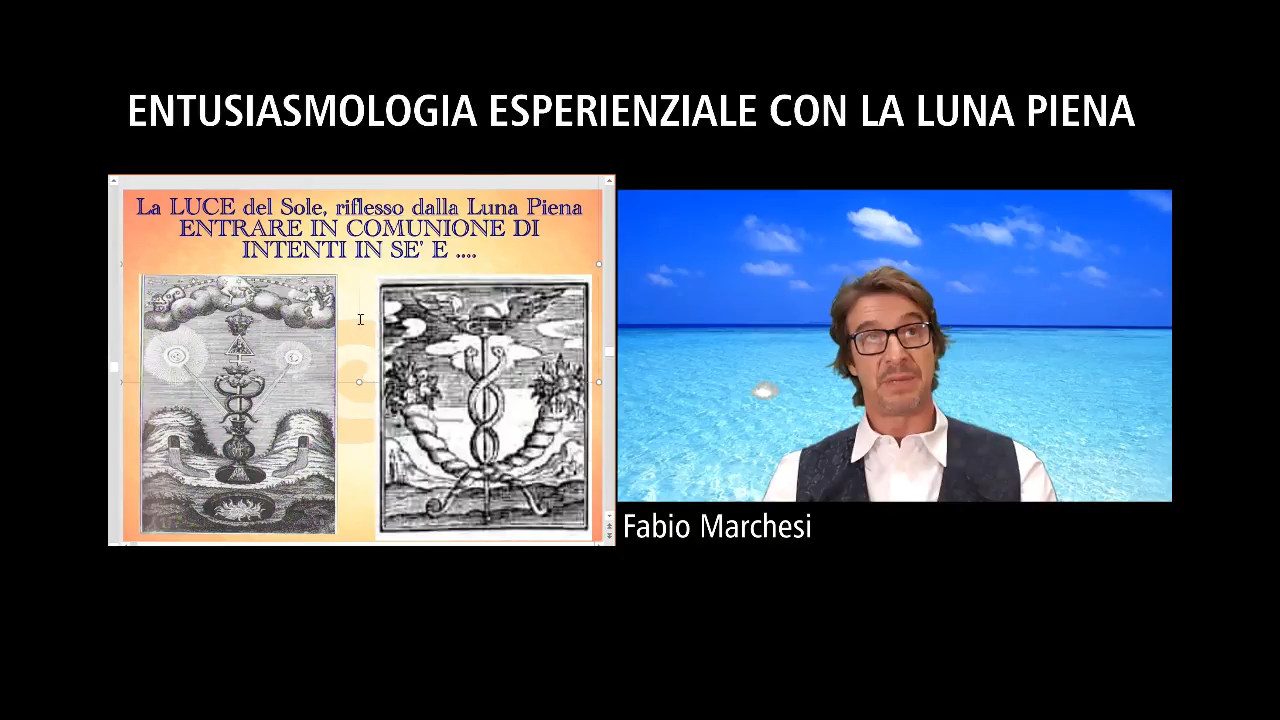 ENTUSIASMOLOGIA ESPERIENZIALE CON LA LUNA PIENA
La LUCE del Sole, riflesso dalla Luna Piena
ENTRARE IN COMUNIONE DI
INTENTI IN SE' E ....
Fabio Marchesi